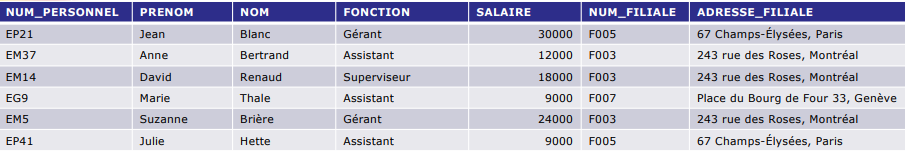 NUM_PERSONNEL PRENOM NOM FONCTION SALAIRE NUM_FILIALE ADRESSE_FILIALE
EP21 Jean Blanc Gérant 30000 F005 67 Champs-Élysées, Paris
EM37 Anne Bertrand Assistant 12000 F003 243 rue des Roses, Montréal
EM14 David Renaud Superviseur 18000 F003 243 rue des Roses, Montréal
EG9 Marie Thale Assistant 9000 F007 Place du Bourg de Four 33, Genève
EM5 Suzanne Brière Gérant 24000 F003 243 rue des Roses, Montréal
EP41 Julie Hette Assistant 9000 F005 67 Champs-Élysées, Paris